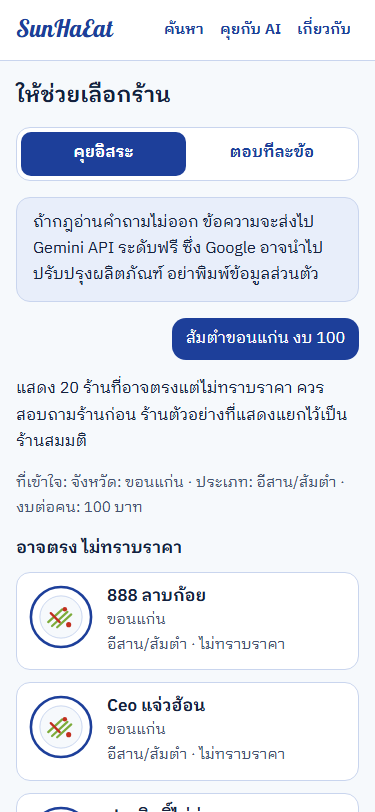 SunHaEat
ค้นหา คุยกับ AI เกี่ยวกับ
ให้ช่วยเลือกร้าน
คุยอิสระ ตอบทีละข้อ
ถ้ากฎอ่านคำถามไม่ออก ข้อความจะส่งไป
Gemini API ระดับฟรี ซึ่ง Google อาจนำไป
ปรับปรุงผลิตภัณฑ์ อย่าพิมพ์ข้อมูลส่วนตัว
ส้มตำขอนแก่น งบ 100
แสดง 20 ร้านที่อาจตรงแต่ไม่ทราบราคา ควร
สอบถามร้านก่อน ร้านตัวอย่างที่แสดงแยกไว้เป็น
ร้านสมมติ
ที่เข้าใจ: จังหวัด: ขอนแก่น · ประเภท: อีสาน/ส้มตำ ·
งบต่อคน: 100 บาท
อาจตรง ไม่ทราบราคา
888 ลาบก้อย
ขอนแก่น
อีสาน/ส้มตำ · ไม่ทราบราคา
Ceo แจ่วฮ้อน
ขอนแก่น
อีสาน/ส้มตำ · ไม่ทราบราคา